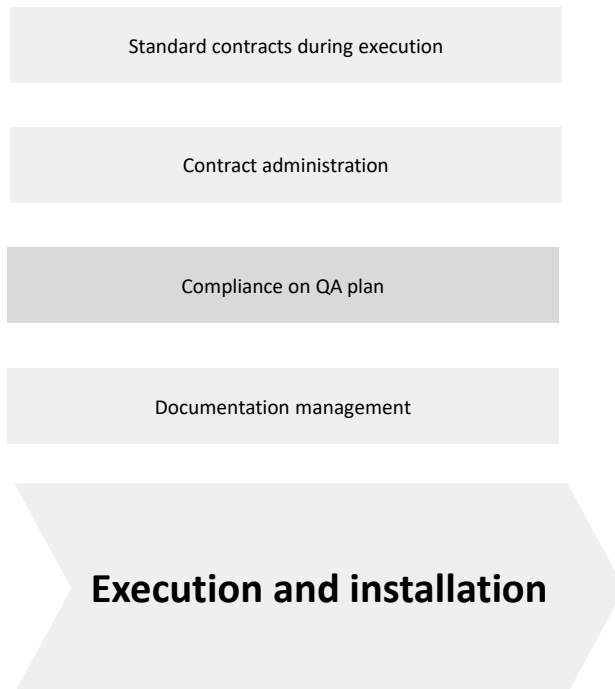 Standard contracts during execution
Contract administration
Compliance on QA plan
Documentation management
Execution and installation